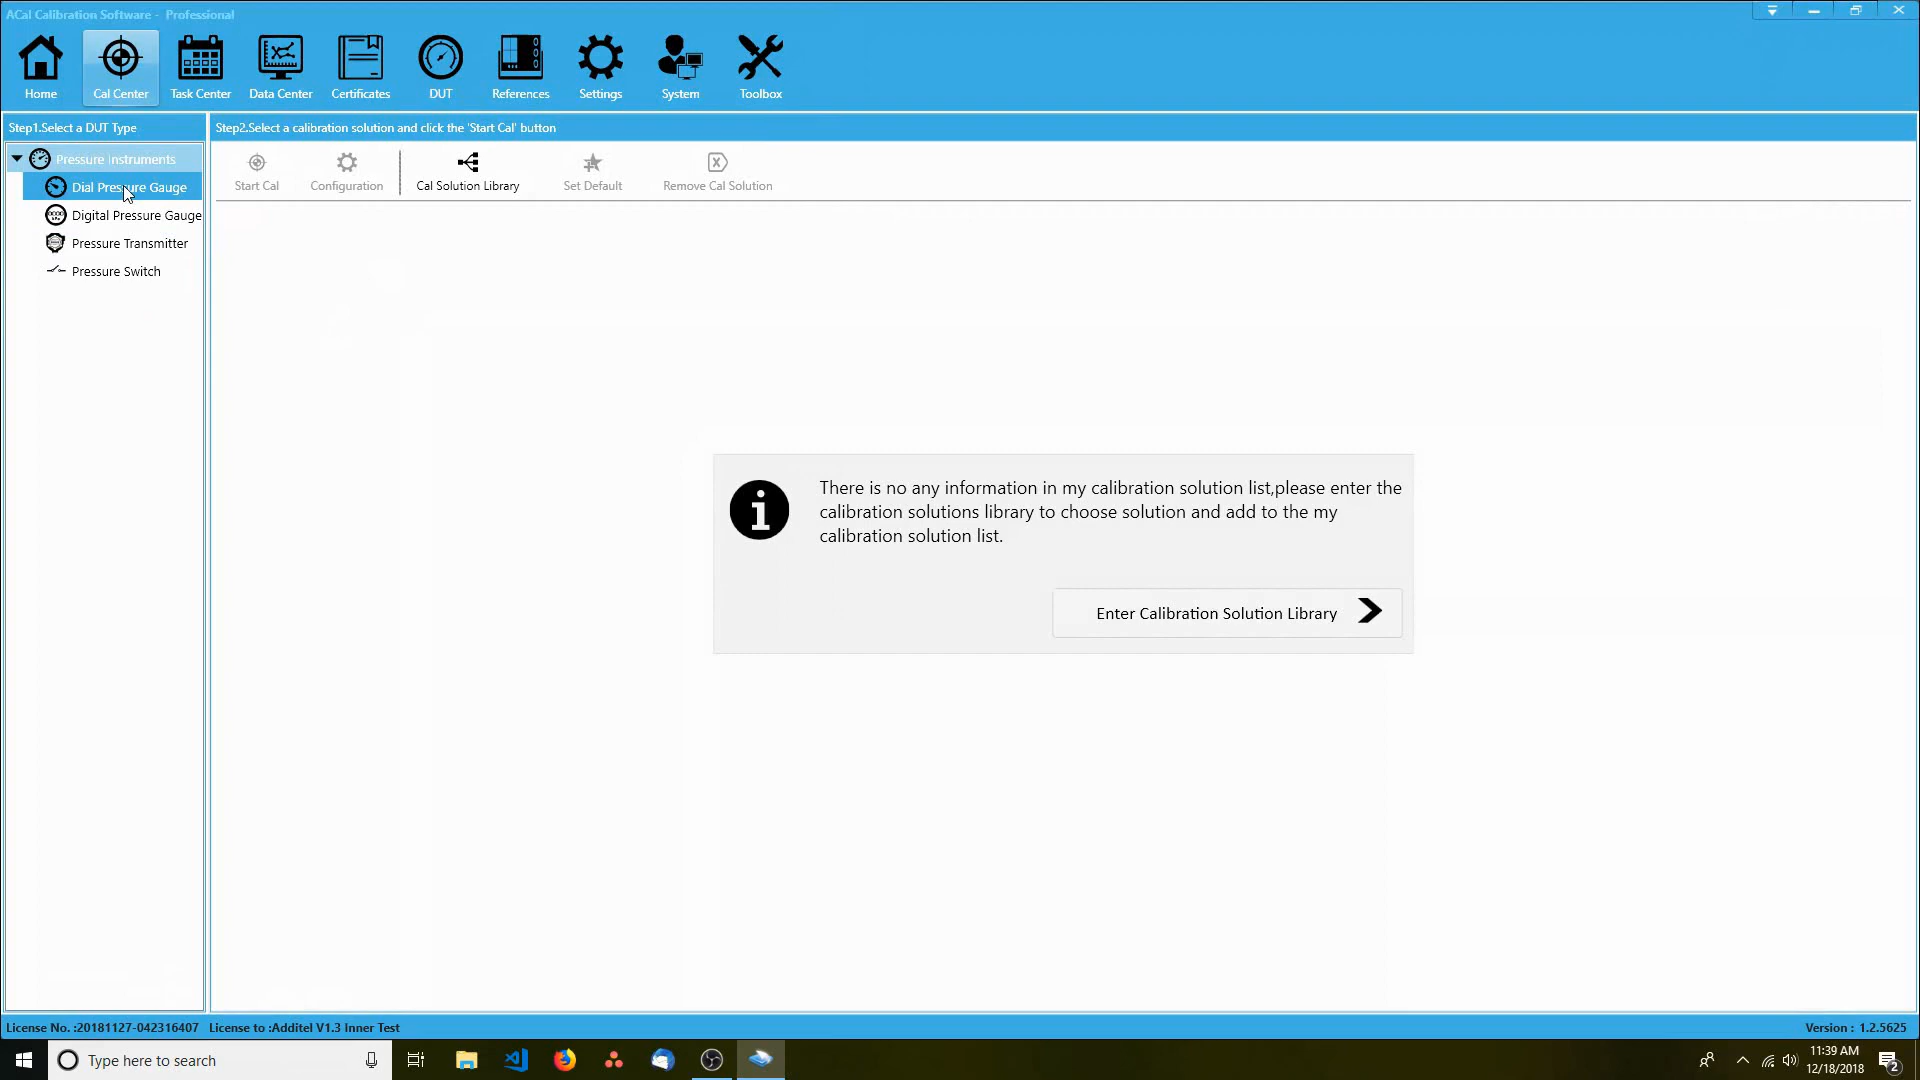 ACal Calibration Software - Professional
Home
Cal Center
Task Center
Data Center
Certificates
DUT
References
Settings
System
Toolbox
Step1.Select a DUT Type
Step2.Select a calibration solution and click the 'Start Cal' button
Pressure Instruments
Dial Pressure Gauge
Digital Pressure Gauge
Pressure Transmitter
Pressure Switch
Start Cal
Configuration
Cal Solution Library
Set Default
Remove Cal Solution
There is no any information in my calibration solution list,please enter the
calibration solutions library to choose solution and add to the my
calibration solution list.
Enter Calibration Solution Library
License No. :20181127-042316407 License to :Additel V1.3 Inner Test
Version : 1.2.5625
Type here to search
11:39 AM
12/18/2018
2